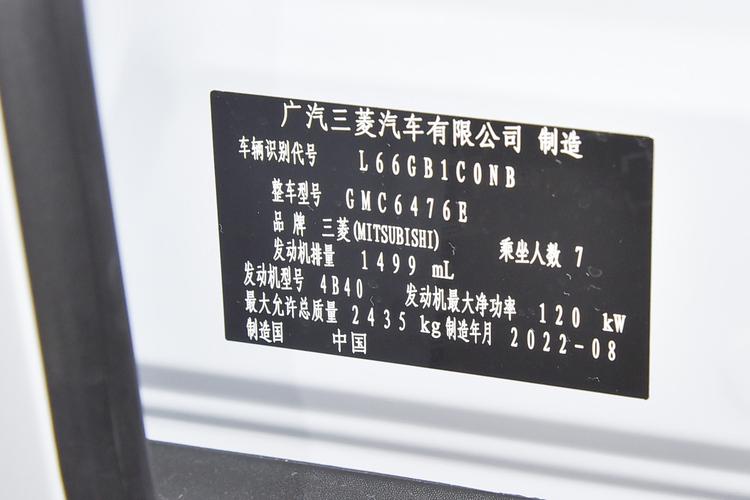 广汽三菱汽车有限公司 制造
车辆识别代号 L66GB1C0NB
整车型号 GMC6476E
品牌 三菱(MITSUBISHI) 乘坐人数 7
发动机排量 1499 mL
发动机型号 4B40 发动机最大净功率 120 kW
最大允许总质量 2435 kg 制造年月 2022-08
制造国 中国